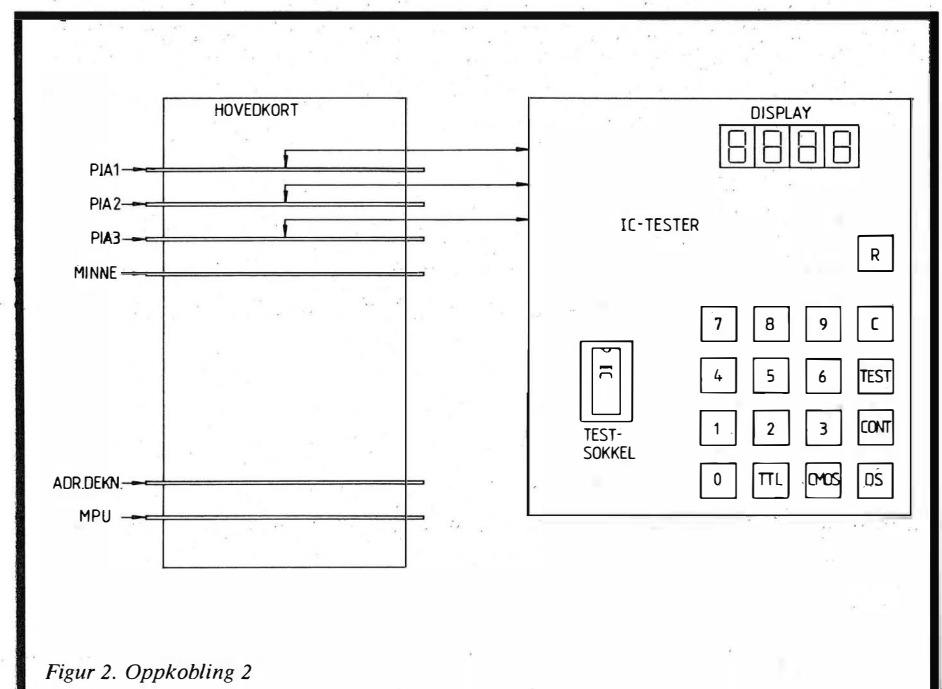 HOVEDKORT
DISPLAY
PIA1
PIA2
PIA3
MINNE
IC-TESTER
R
7 8 9 C
4 5 6 TEST
1 2 3 CONT
0 TTL CMOS DS
IC
TEST-
SOKKEL
ADR.DEKN.
MPU
Figur 2. Oppkobling 2